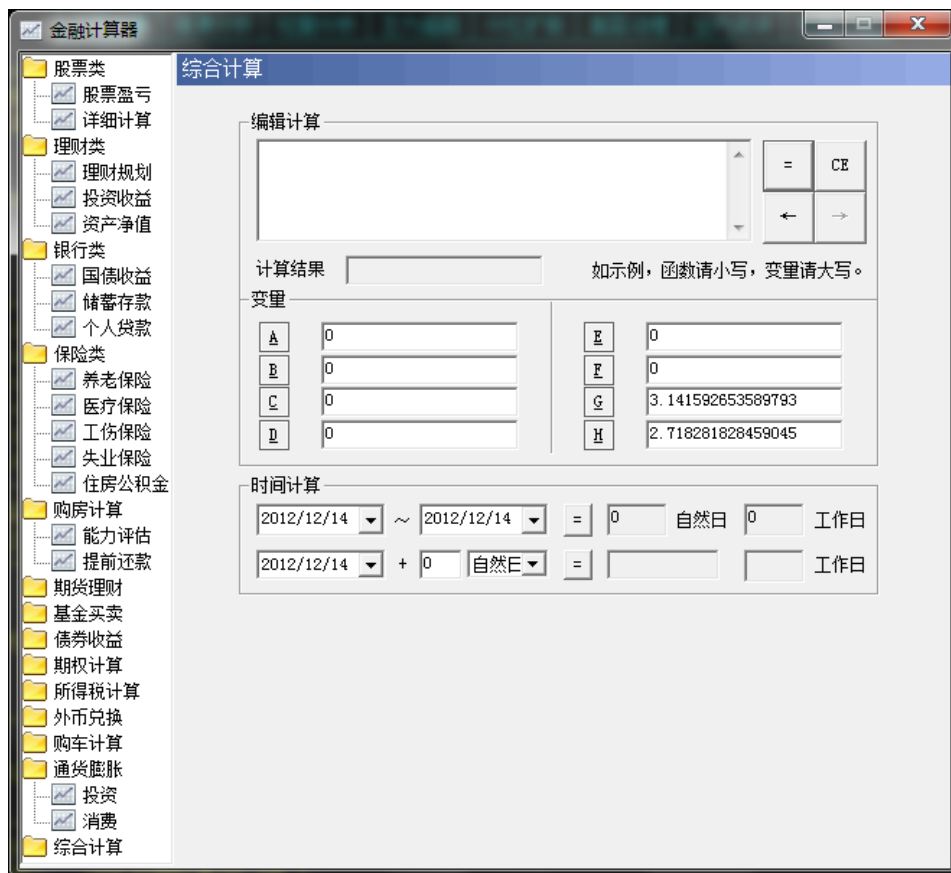 金融计算器
股票类
股票盈亏
详细计算
理财类
理财规划
投资收益
资产净值
银行类
国债收益
储蓄存款
个人贷款
保险类
养老保险
医疗保险
工伤保险
失业保险
住房公积金
购房计算
能力评估
提前还款
期货理财
基金买卖
债券收益
期权计算
所得税计算
外币兑换
购车计算
通货膨胀
投资
消费
综合计算
综合计算
编辑计算
= CE
← →
计算结果 如示例，函数请小写，变量请大写。
变量
A 0 E 0
B 0 F 0
C 0 G 3.141592653589793
D 0 H 2.718281828459045
时间计算
2012/12/14 ~ 2012/12/14 = 0 自然日 0 工作日
2012/12/14 + 0 自然日 = 工作日